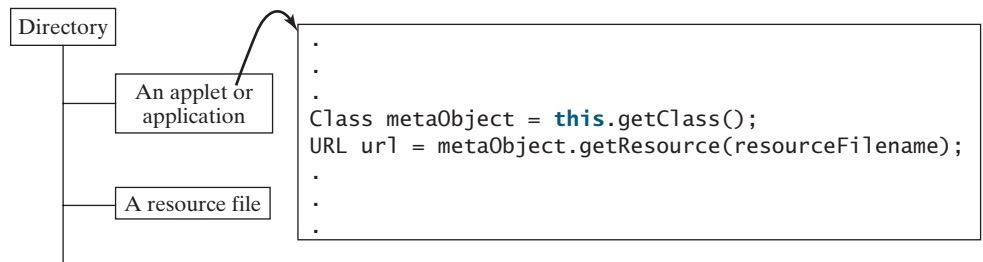 Directory
An applet or
application
A resource file
.
.
.
Class metaObject = this.getClass();
URL url = metaObject.getResource(resourceFilename);
.
.
.